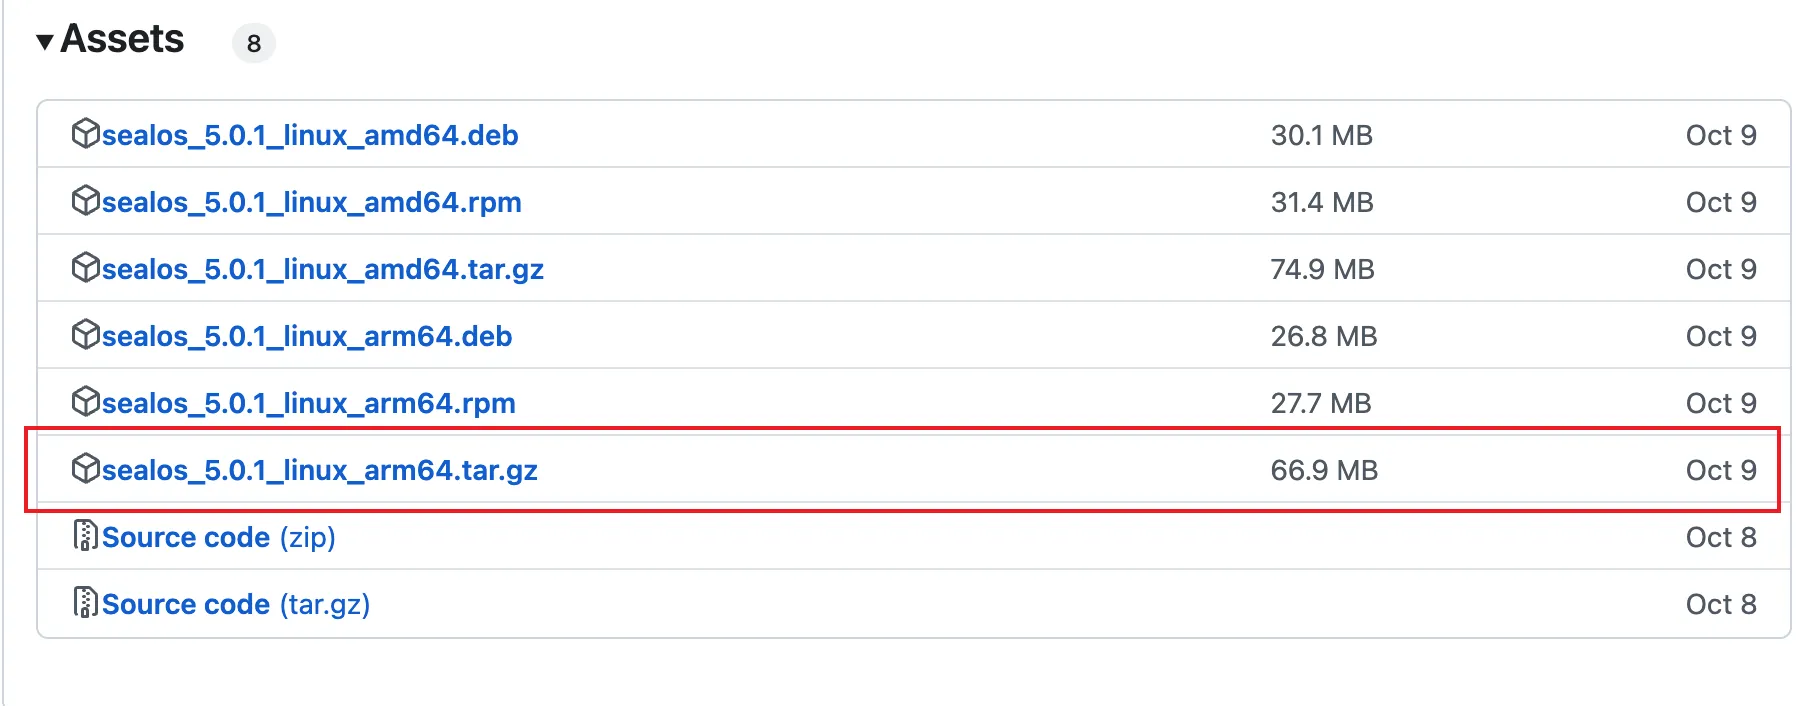 Assets 8
sealos_5.0.1_linux_amd64.deb 30.1 MB Oct 9
sealos_5.0.1_linux_amd64.rpm 31.4 MB Oct 9
sealos_5.0.1_linux_amd64.tar.gz 74.9 MB Oct 9
sealos_5.0.1_linux_arm64.deb 26.8 MB Oct 9
sealos_5.0.1_linux_arm64.rpm 27.7 MB Oct 9
sealos_5.0.1_linux_arm64.tar.gz 66.9 MB Oct 9
Source code (zip) Oct 8
Source code (tar.gz) Oct 8